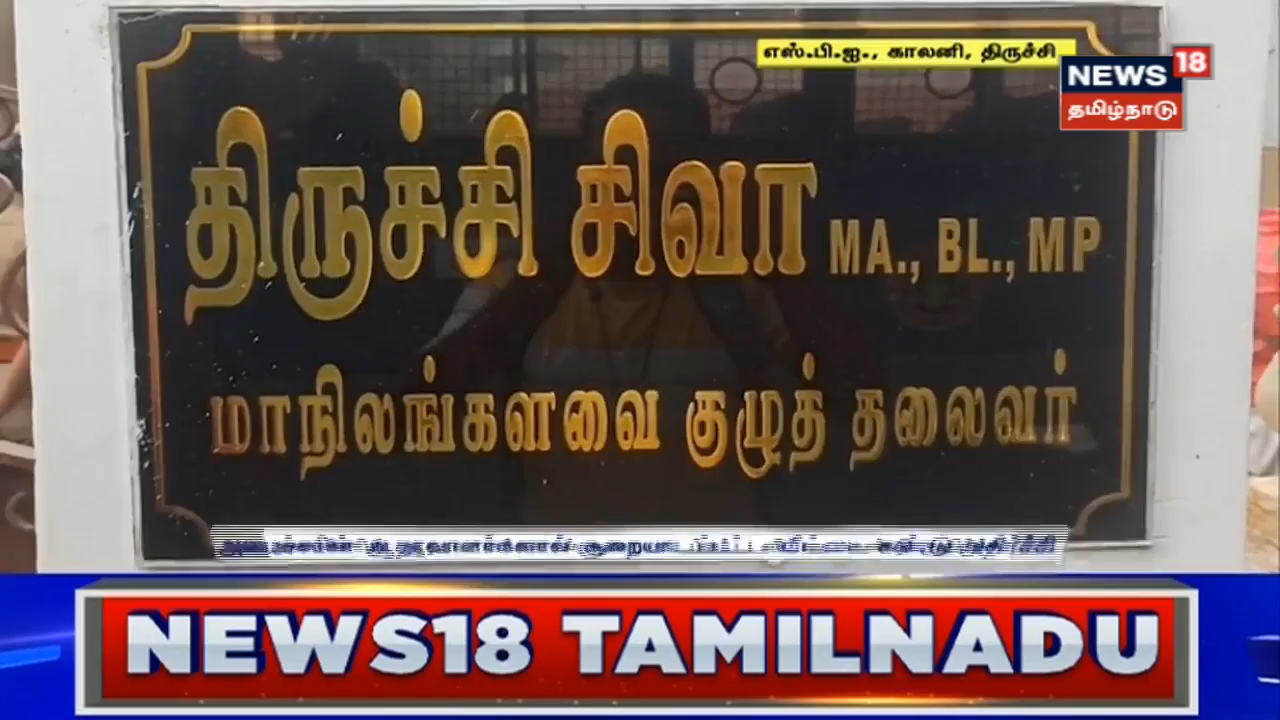 எஸ்.பி.ஐ., காலனி, திருச்சி
NEWS 18
தமிழ்நாடு
திருச்சி சிவா MA., BL., MP
மாநிலங்களவை குழுத் தலைவர்
NEWS18 TAMILNADU